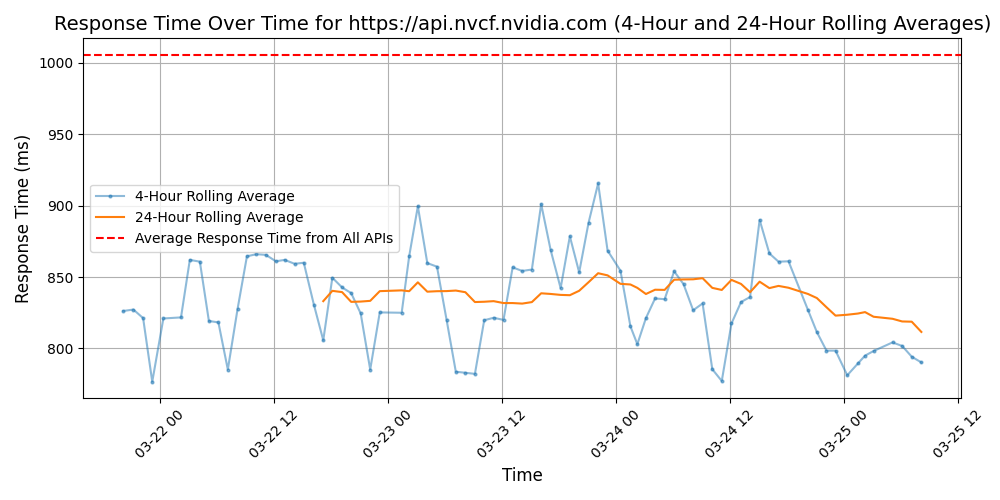 Response Time Over Time for https://api.nvcf.nvidia.com (4-Hour and 24-Hour Rolling Averages)
Response Time (ms)
1000
950
900
850
800
4-Hour Rolling Average
24-Hour Rolling Average
Average Response Time from All APIs
03-22 00
03-22 12
03-23 00
03-23 12
03-24 00
03-24 12
03-25 00
03-25 12
Time